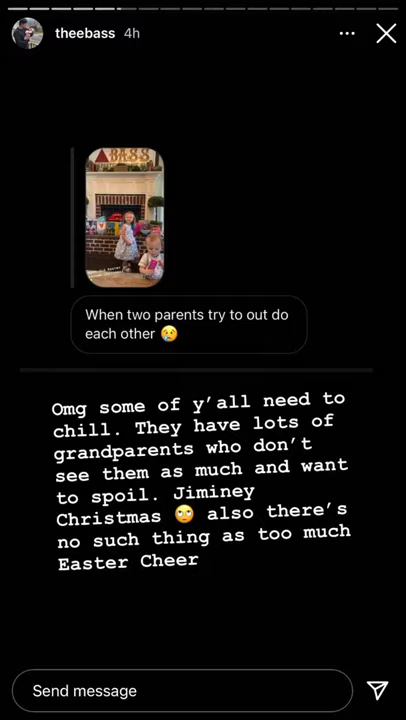 theebass 4h
BASS
When two parents try to out do
each other 😢
Omg some of y’all need to
chill. They have lots of
grandparents who don’t
see them as much and want
to spoil. Jiminey
Christmas 🙄 also there’s
no such thing as too much
Easter Cheer
Send message